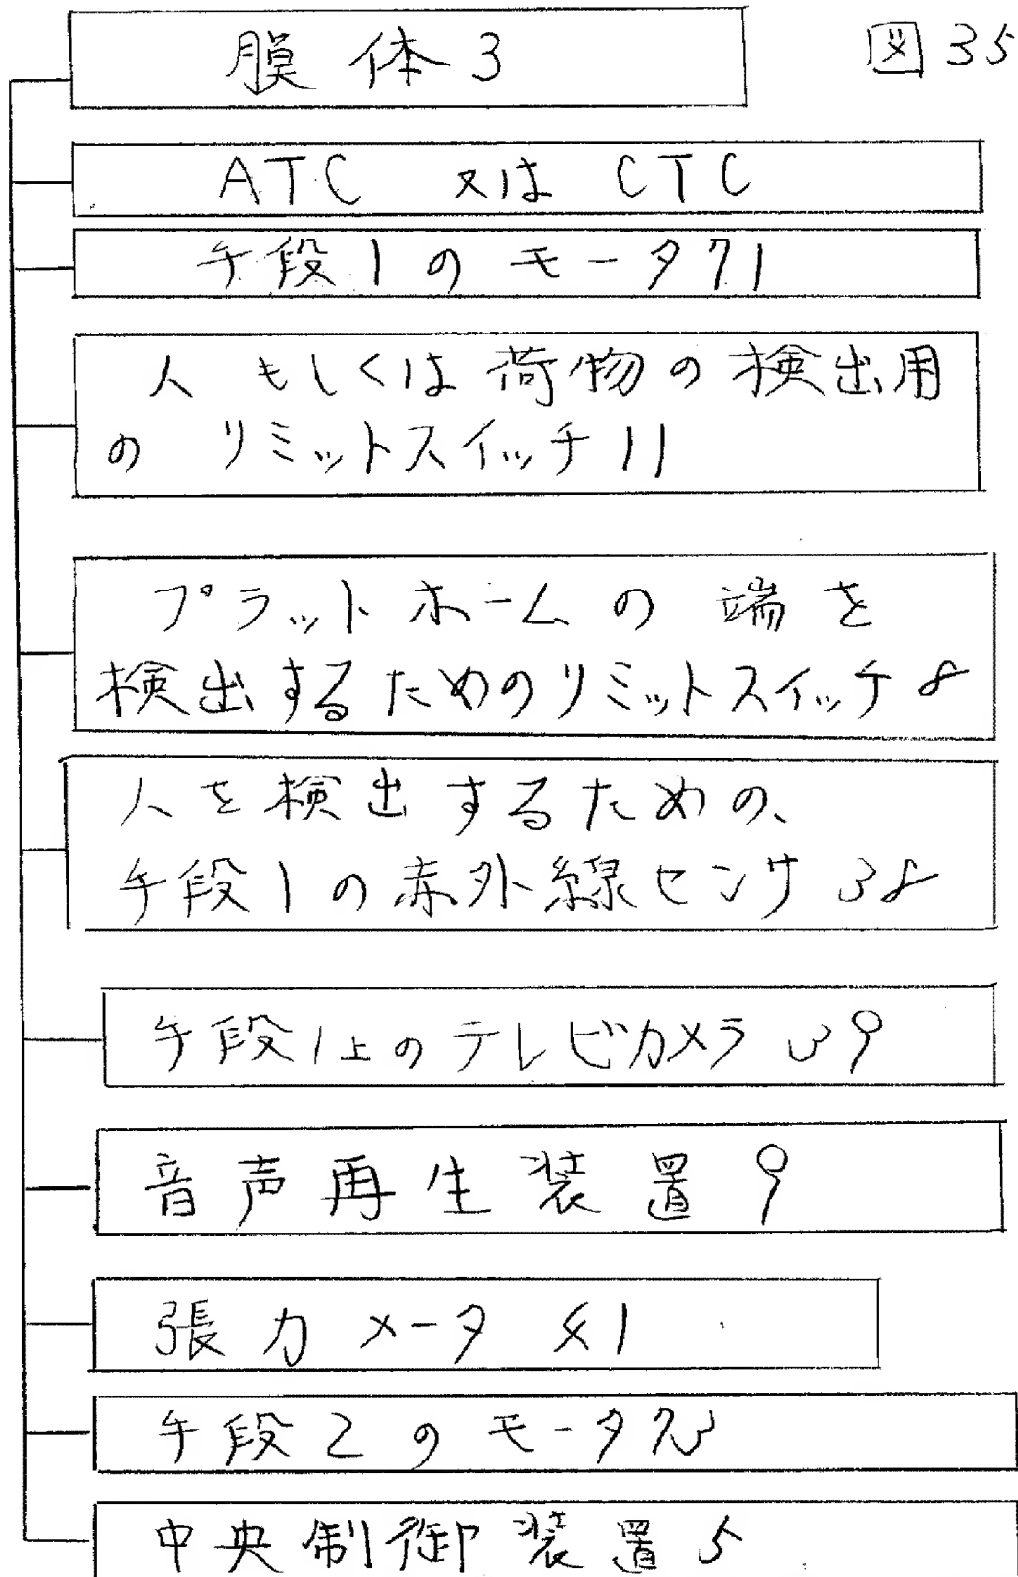 図35
膜体3
ATC 又は CTC
手段1のモータ71
人 もしくは荷物の検出用
の リミットスイッチ11
プラットホームの 端を
検出するためのリミットスイッチ8
人を検出するための、
手段1の赤外線センサ38
手段1上のテレビカメラ39
音声再生装置9
張力メータ41
手段2のモータ73
中央制御装置5